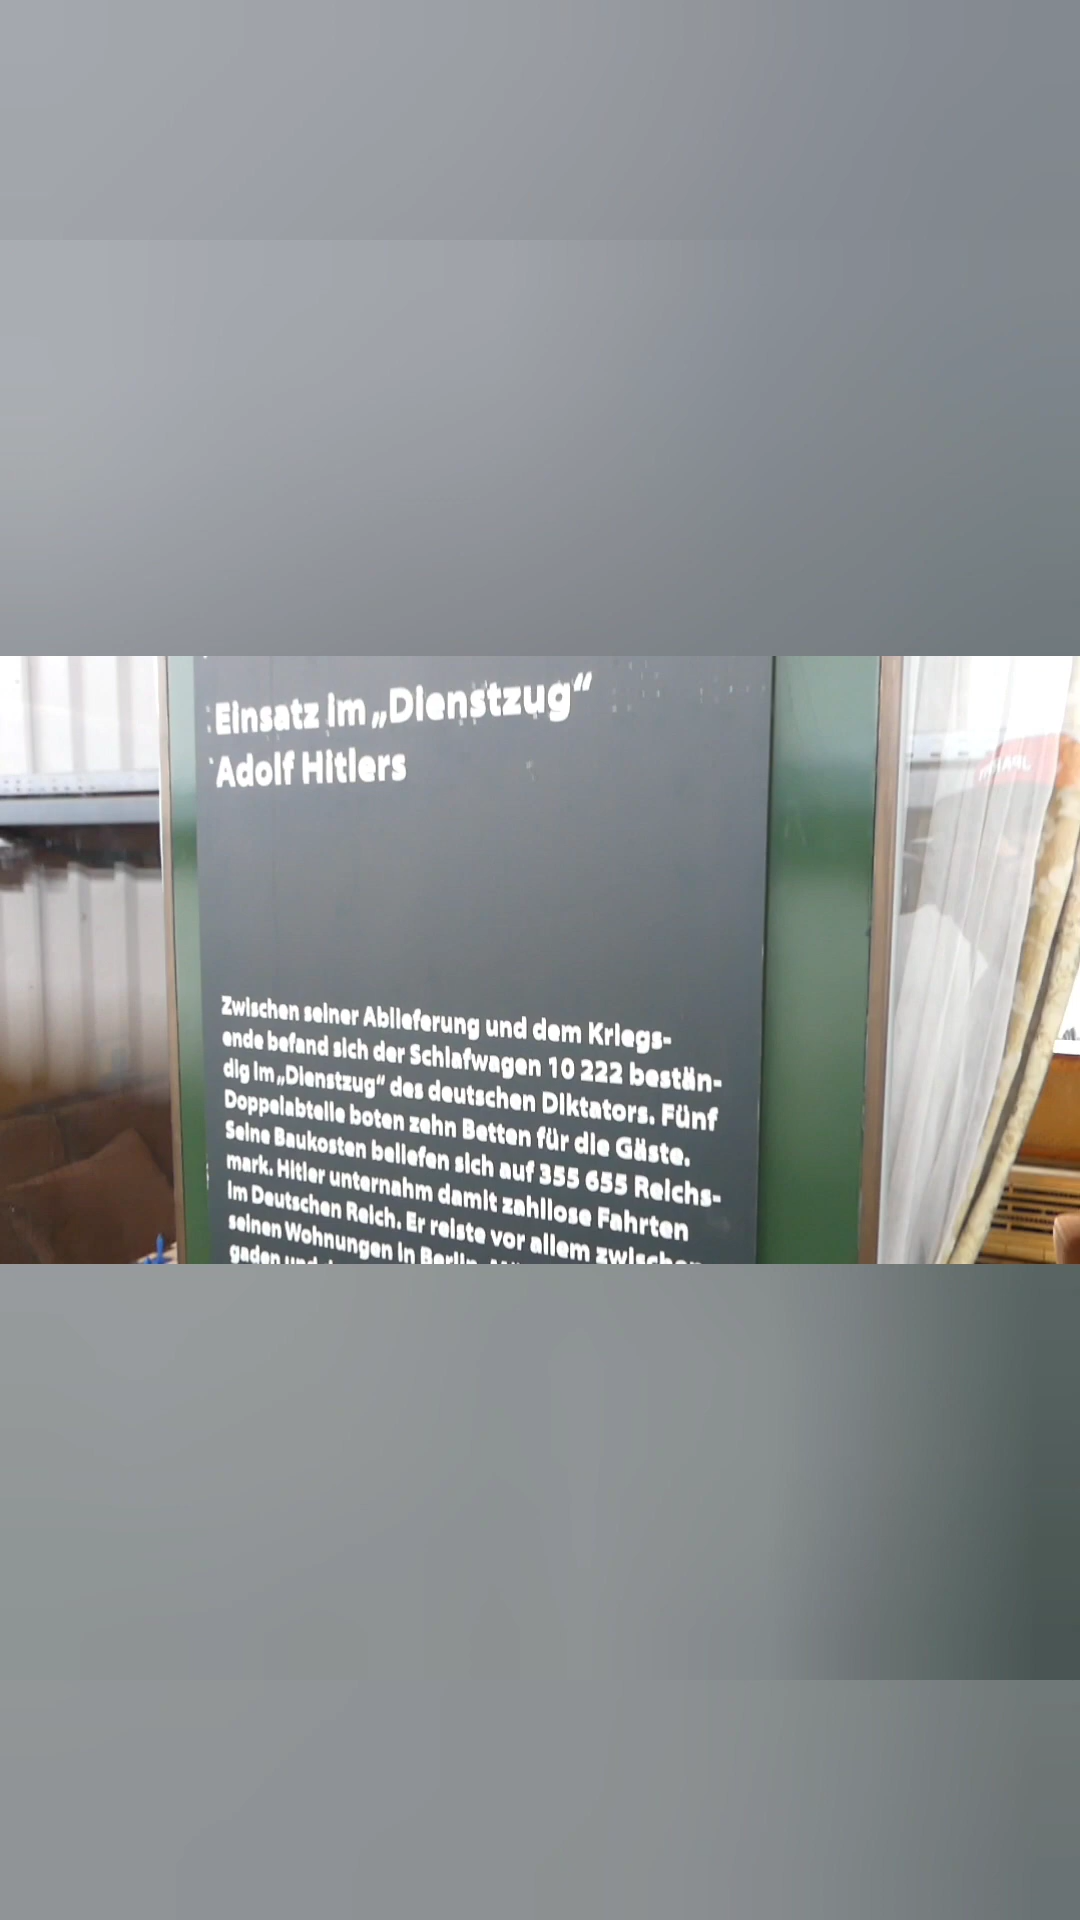 Einsatz im „Dienstzug“
Adolf Hitlers
Zwischen seiner Ablieferung und dem Kriegs-
ende befand sich der Schlafwagen 10 222 bestän-
dig im „Dienstzug“ des deutschen Diktators. Fünf
Doppelabteile boten zehn Betten für die Gäste.
Seine Baukosten beliefen sich auf 355 655 Reichs-
mark. Hitler unternahm damit zahllose Fahrten
im Deutschen Reich. Er reiste vor allem zwischen
seinen Wohnungen in Berlin,
gaden und